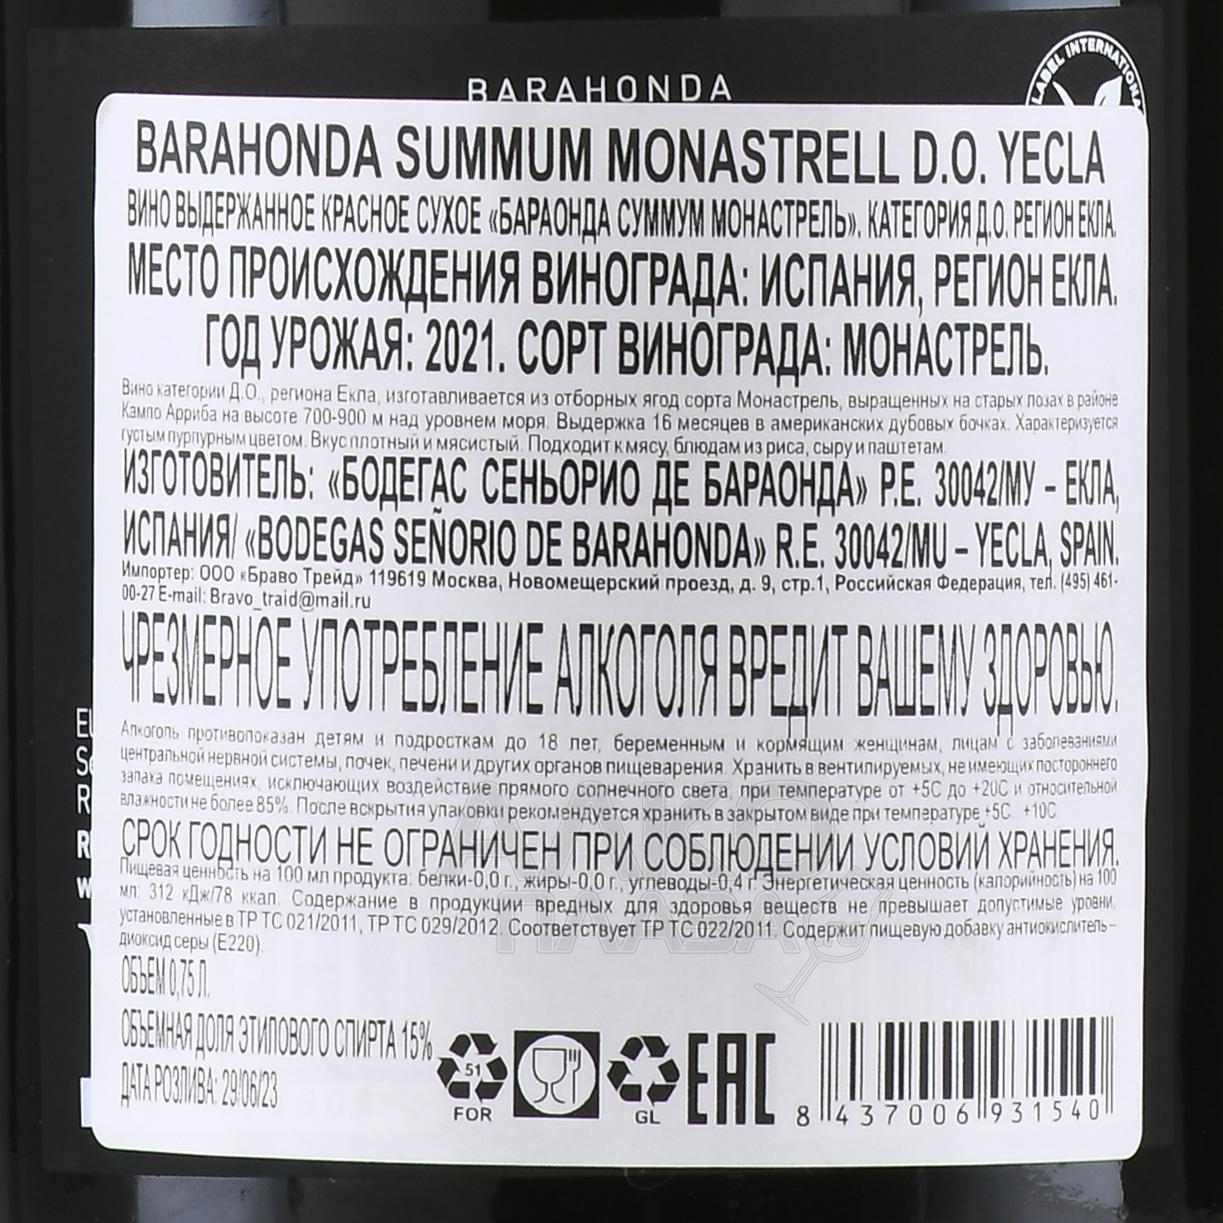 BARAHONDA
LABEL INTERNATIONA
BARAHONDA SUMMUM MONASTRELL D.O. YECLA
ВИНО ВЫДЕРЖАННОЕ КРАСНОЕ СУХОЕ «БАРАОНДА СУММУМ МОНАСТРЕЛЬ». КАТЕГОРИЯ Д.О. РЕГИОН ЕКЛА.
МЕСТО ПРОИСХОЖДЕНИЯ ВИНОГРАДА: ИСПАНИЯ, РЕГИОН ЕКЛА.
ГОД УРОЖАЯ: 2021. СОРТ ВИНОГРАДА: МОНАСТРЕЛЬ.
Вино категории Д.О., региона Екла, изготавливается из отборных ягод сорта Монастрель, выращенных на старых лозах в районе
Кампо Арриба на высоте 700-900 м над уровнем моря. Выдержка 16 месяцев в американских дубовых бочках. Характеризуется
густым пурпурным цветом. Вкус плотный и мясистый. Подходит к мясу, блюдам из риса, сыру и паштетам.
ИЗГОТОВИТЕЛЬ: «БОДЕГАС СЕНЬОРИО ДЕ БАРАОНДА» Р.Е. 30042/МУ – ЕКЛА,
ИСПАНИЯ/ «BODEGAS SEÑORIO DE BARAHONDA» R.E. 30042/MU – YECLA, SPAIN.
Импортер: ООО «Браво Трейд» 119619 Москва, Новомещерский проезд, д. 9, стр.1, Российская Федерация, тел. (495) 461-
00-27 E-mail: Bravo_traid@mail.ru
ЧРЕЗМЕРНОЕ УПОТРЕБЛЕНИЕ АЛКОГОЛЯ ВРЕДИТ ВАШЕМУ ЗДОРОВЬЮ.
Алкоголь противопоказан детям и подросткам до 18 лет, беременным и кормящим женщинам, лицам с заболеваниями
центральной нервной системы, почек, печени и других органов пищеварения. Хранить в вентилируемых, не имеющих постороннего
запаха помещениях, исключающих воздействие прямого солнечного света, при температуре от +5С до +20С и относительной
влажности не более 85%. После вскрытия упаковки рекомендуется хранить в закрытом виде при температуре +5С...+10С.
СРОК ГОДНОСТИ НЕ ОГРАНИЧЕН ПРИ СОБЛЮДЕНИИ УСЛОВИЙ ХРАНЕНИЯ.
Пищевая ценность на 100 мл продукта: белки-0,0 г., жиры-0,0 г., углеводы-0,4 г. Энергетическая ценность (калорийность) на 100
мл: 312 кДж/78 ккал. Содержание в продукции вредных для здоровья веществ не превышает допустимые уровни,
установленные в ТР ТС 021/2011, ТР ТС 029/2012. Соответствует ТР ТС 022/2011. Содержит пищевую добавку антиокислитель–
диоксид серы (Е220).
ОБЪЕМ 0,75 Л.
ОБЪЕМНАЯ ДОЛЯ ЭТИЛОВОГО СПИРТА 15%
ДАТА РОЗЛИВА: 29/06/23
51
FOR
GL
EAC
8 437006 931540